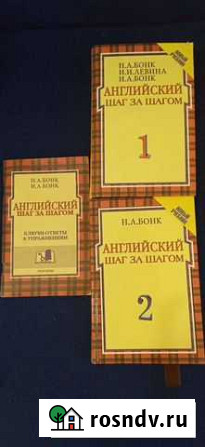 Н.А.БОНК
И.И.ЛЕВИНА
И.А.БОНК
АНГЛИЙСКИЙ
ШАГ ЗА ШАГОМ
1
Н.А.БОНК
И.А.БОНК
АНГЛИЙСКИЙ
ШАГ ЗА ШАГОМ
КЛЮЧИ-ОТВЕТЫ
К УПРАЖНЕНИЯМ
Н.А.БОНК
АНГЛИЙСКИЙ
ШАГ ЗА ШАГОМ
2
rosndv.ru